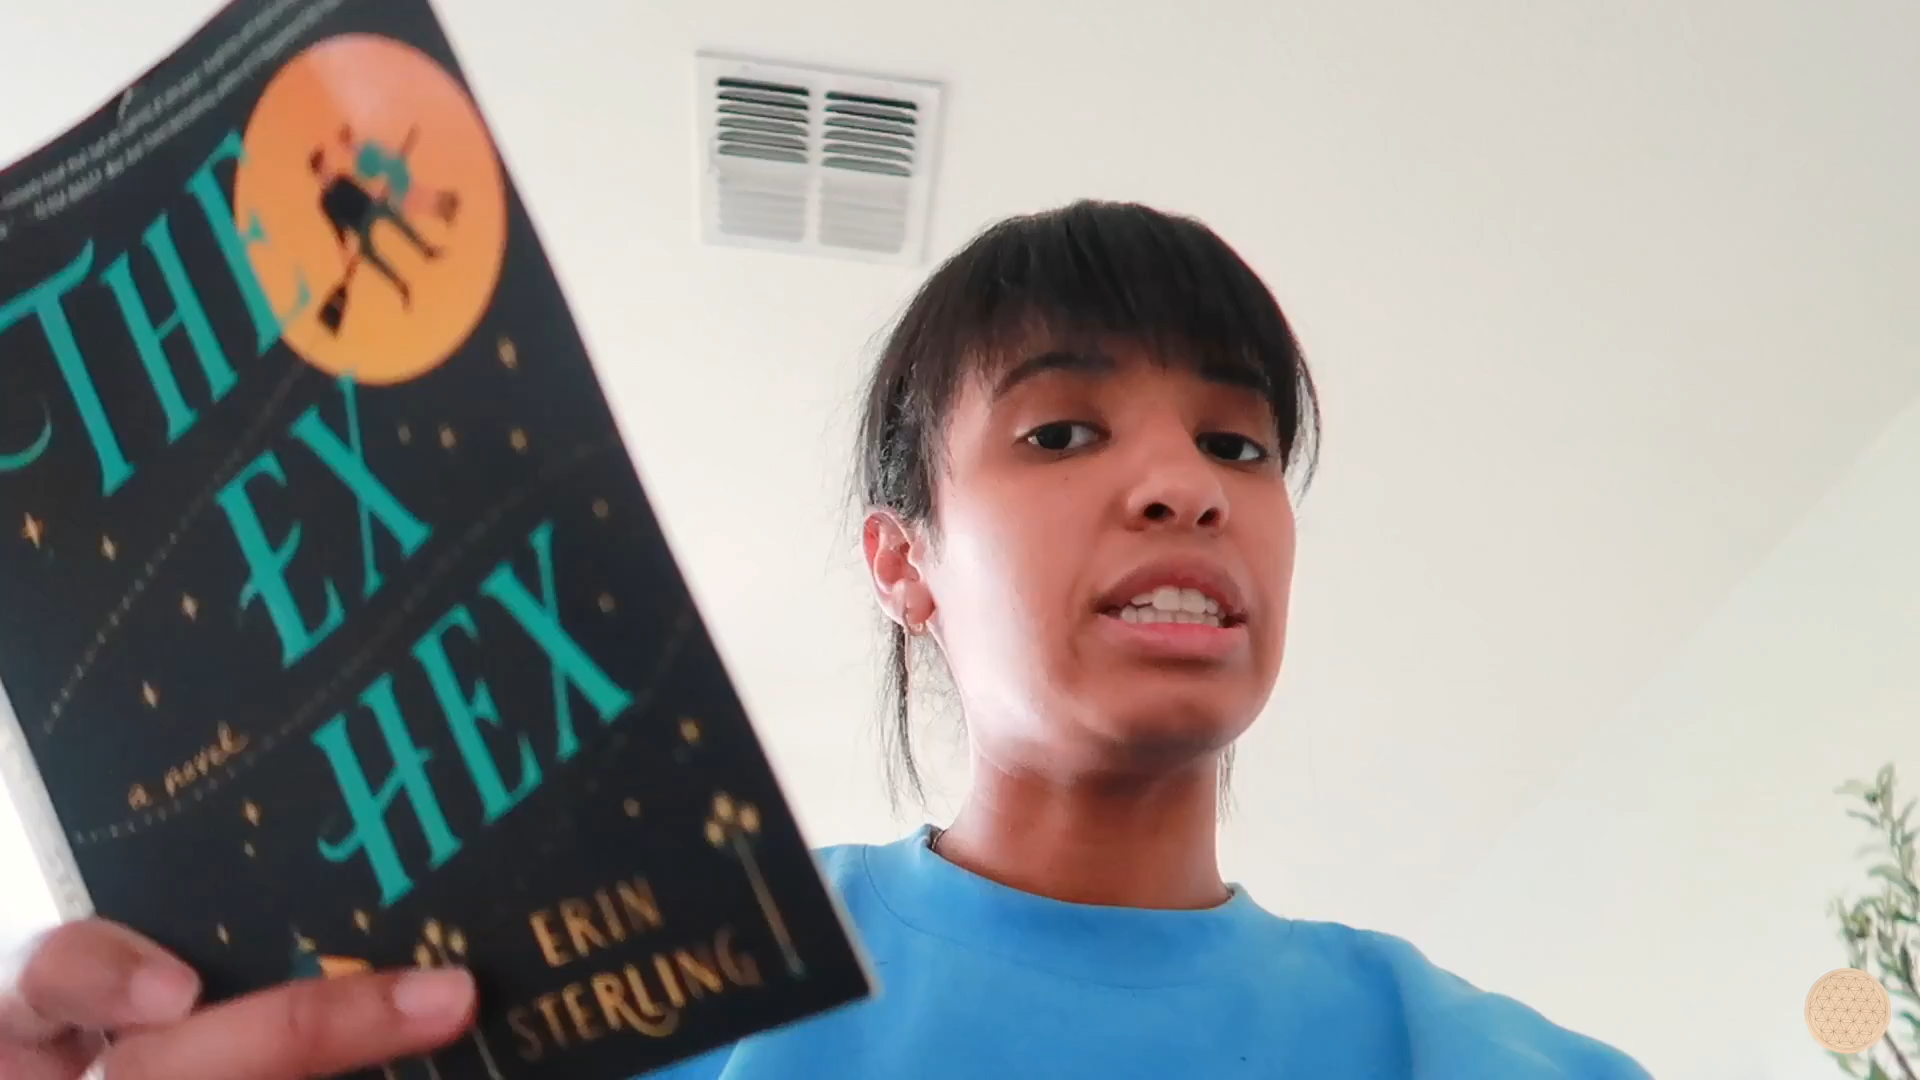 THE
EX
HEX
a novel
ERIN
STERLING